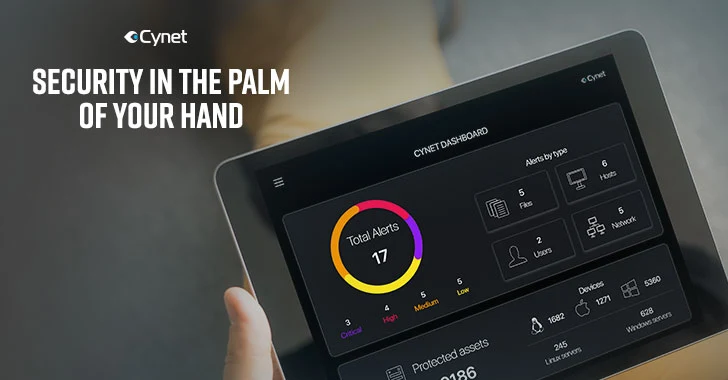 Cynet
SECURITY IN THE PALM
OF YOUR HAND
Cynet
CYNET DASHBOARD
Total Alerts
17
3
Critical
4
High
5
Medium
5
Low
Alerts by type
5
Files
6
Hosts
2
Users
5
Network
Protected assets
Devices
1682
1271
5360
245
Linux servers
628
Windows servers